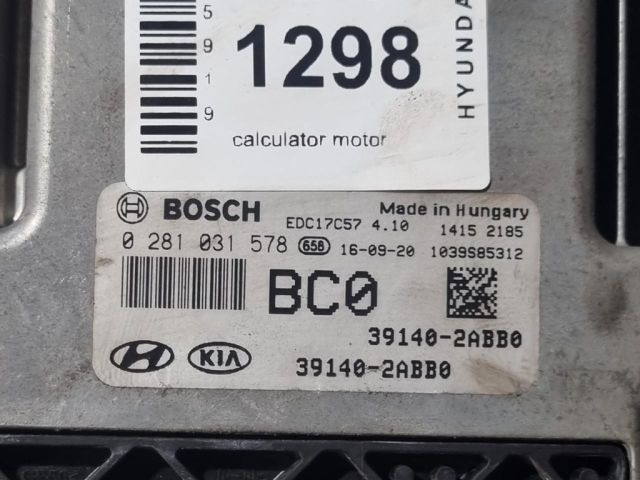 5 9 1 9
1298
HYUNDA
calculator motor
BOSCH
EDC17C57 4.10
Made in Hungary
1415 2185
0 281 031 578 658 16-09-20 1039S85312
BC0
39140-2ABB0
KIA
39140-2ABB0